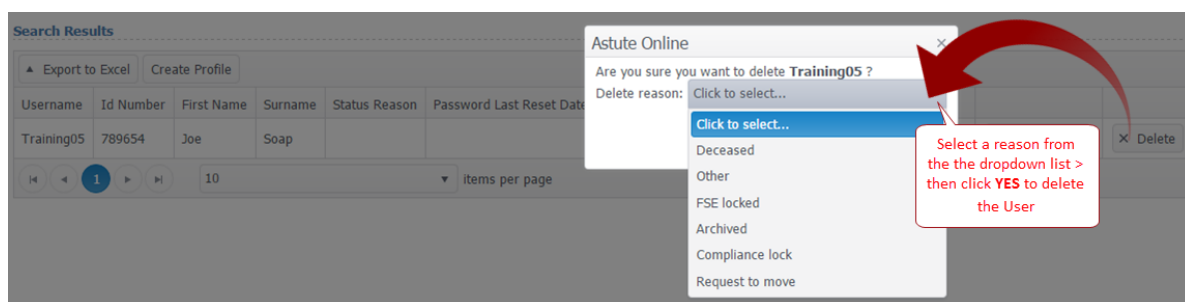 Search Results
Export to Excel Create Profile
Username Id Number First Name Surname Status Reason Password Last Reset Date
Training05 789654 Joe Soap
1 10 items per page
Astute Online ×
Are you sure you want to delete Training05 ?
Delete reason: Click to select...
Click to select...
Deceased
Other
FSE locked
Archived
Compliance lock
Request to move
Select a reason from
the the dropdown list >
then click YES to delete
the User
× Delete